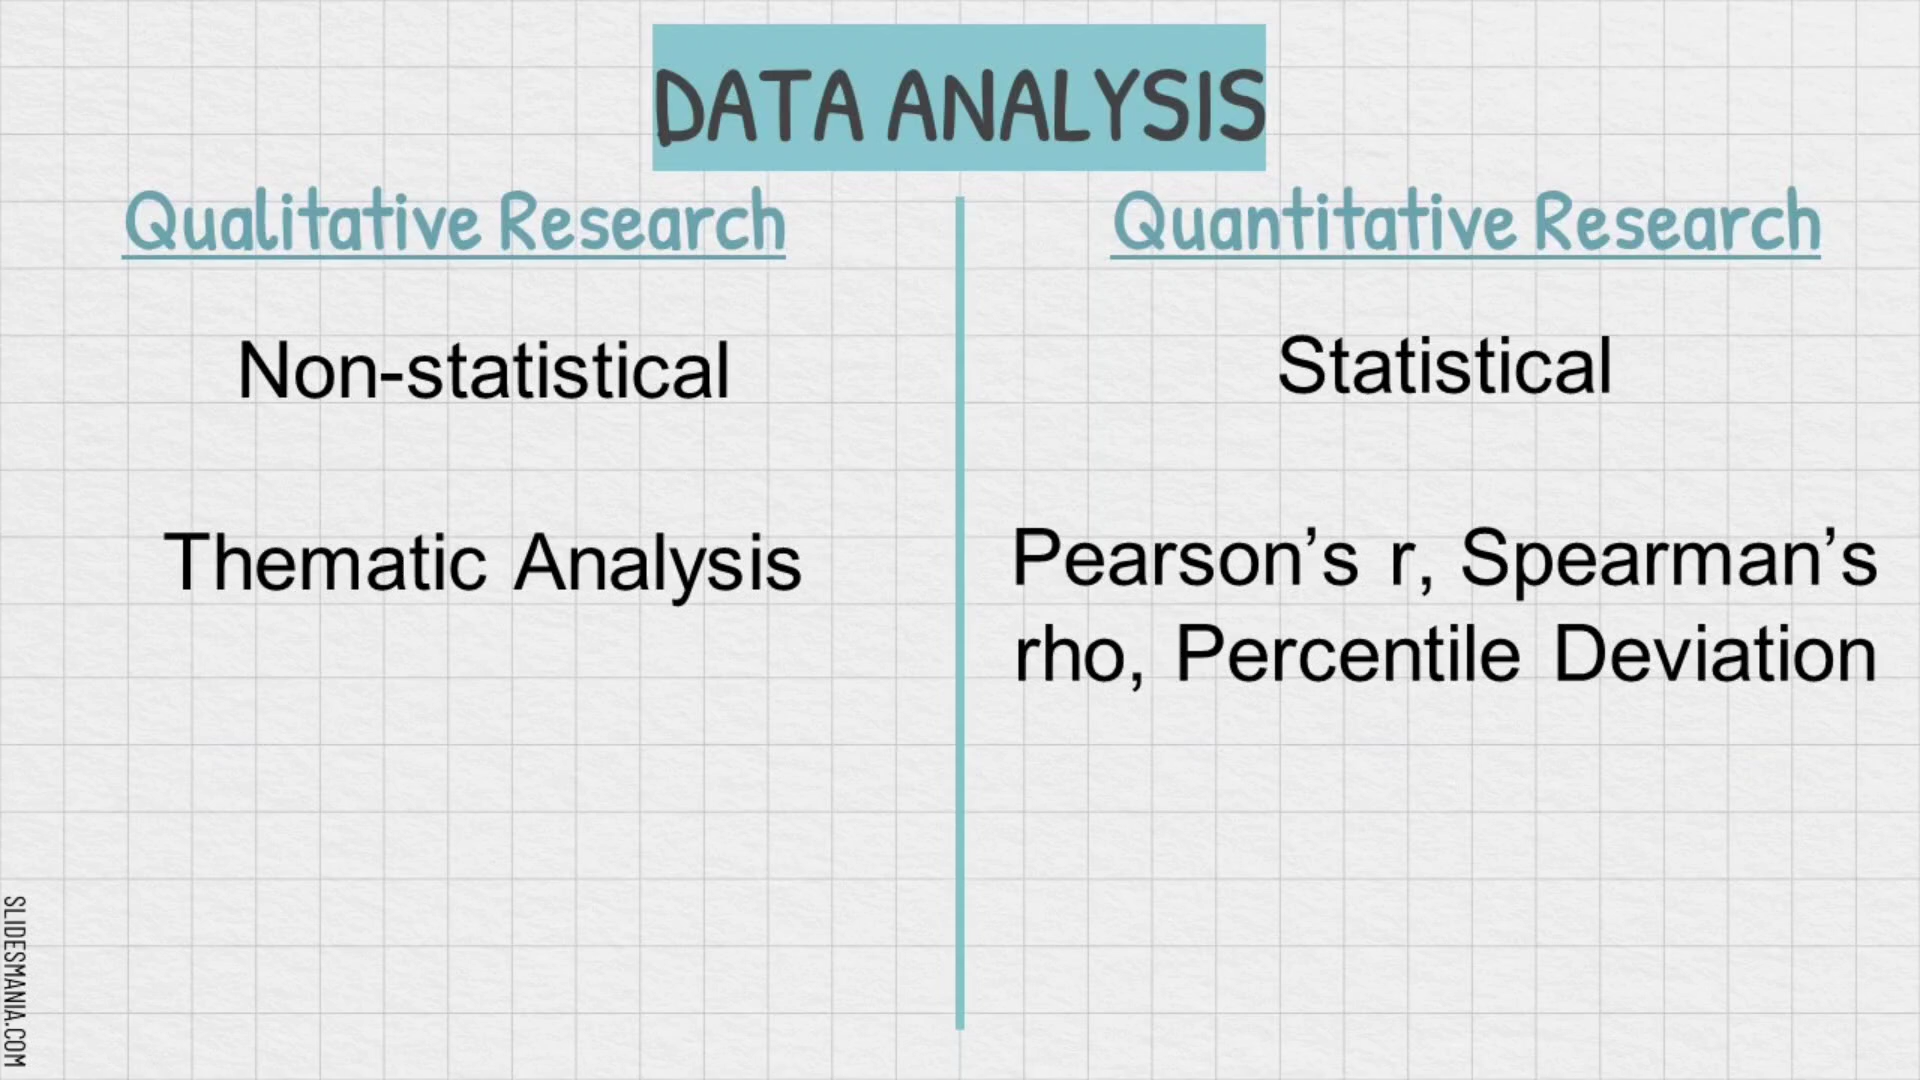 DATA ANALYSIS
Qualitative Research
Non-statistical
Thematic Analysis
Quantitative Research
Statistical
Pearson’s r, Spearman’s
rho, Percentile Deviation
SLIDESMANIA.COM